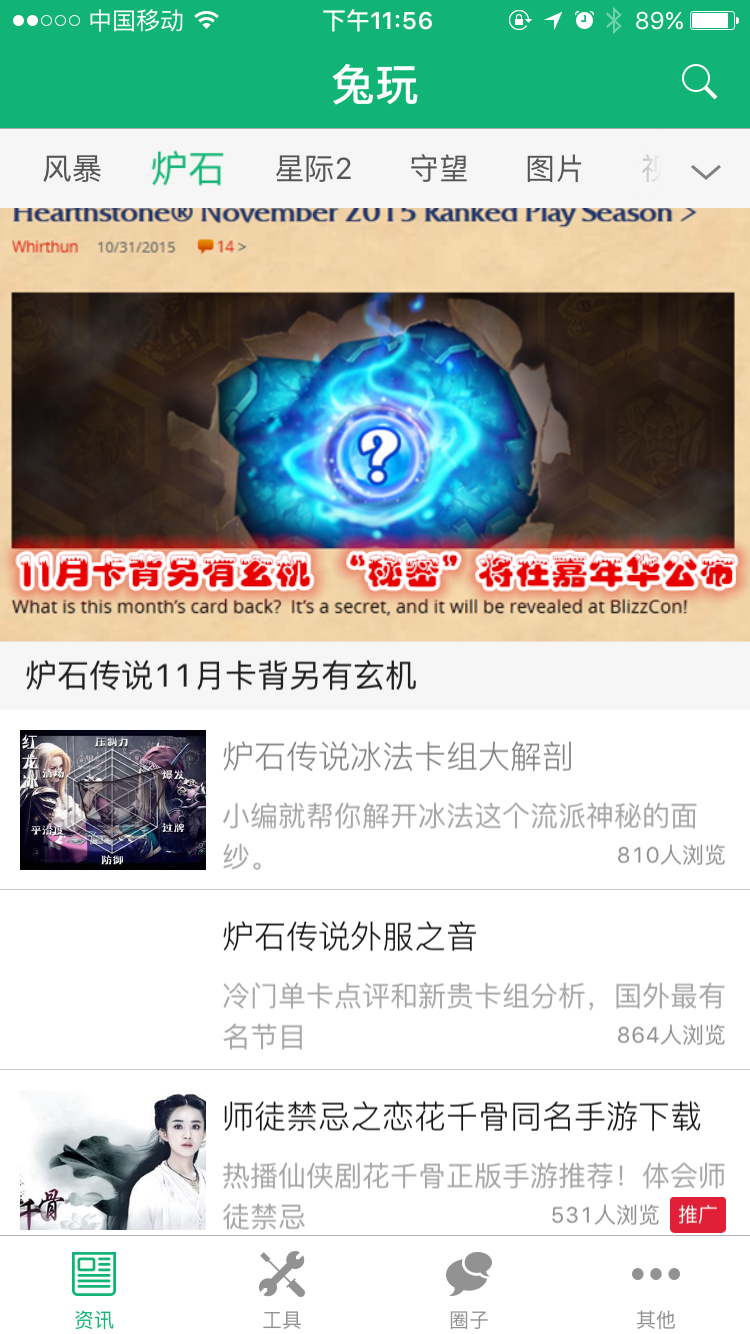 中国移动 下午11:56 89%
兔玩
风暴 炉石 星际2 守望 图片
Hearthstone® November 2015 Ranked Play Season >
Whirthun 10/31/2015 14 >
?
11月卡背另有玄机 “秘密”将在嘉年华公布
What is this month's card back? It's a secret, and it will be revealed at BlizzCon!
炉石传说11月卡背另有玄机
红龙冰
压制力
清场
爆发
平滑度
过牌
防御
炉石传说冰法卡组大解剖
小编就帮你解开冰法这个流派神秘的面
纱。
810人浏览
炉石传说外服之音
冷门单卡点评和新贵卡组分析，国外最有
名节目
864人浏览
千骨
师徒禁忌之恋花千骨同名手游下载
热播仙侠剧花千骨正版手游推荐！体会师
徒禁忌
531人浏览 推广
资讯 工具 圈子 其他